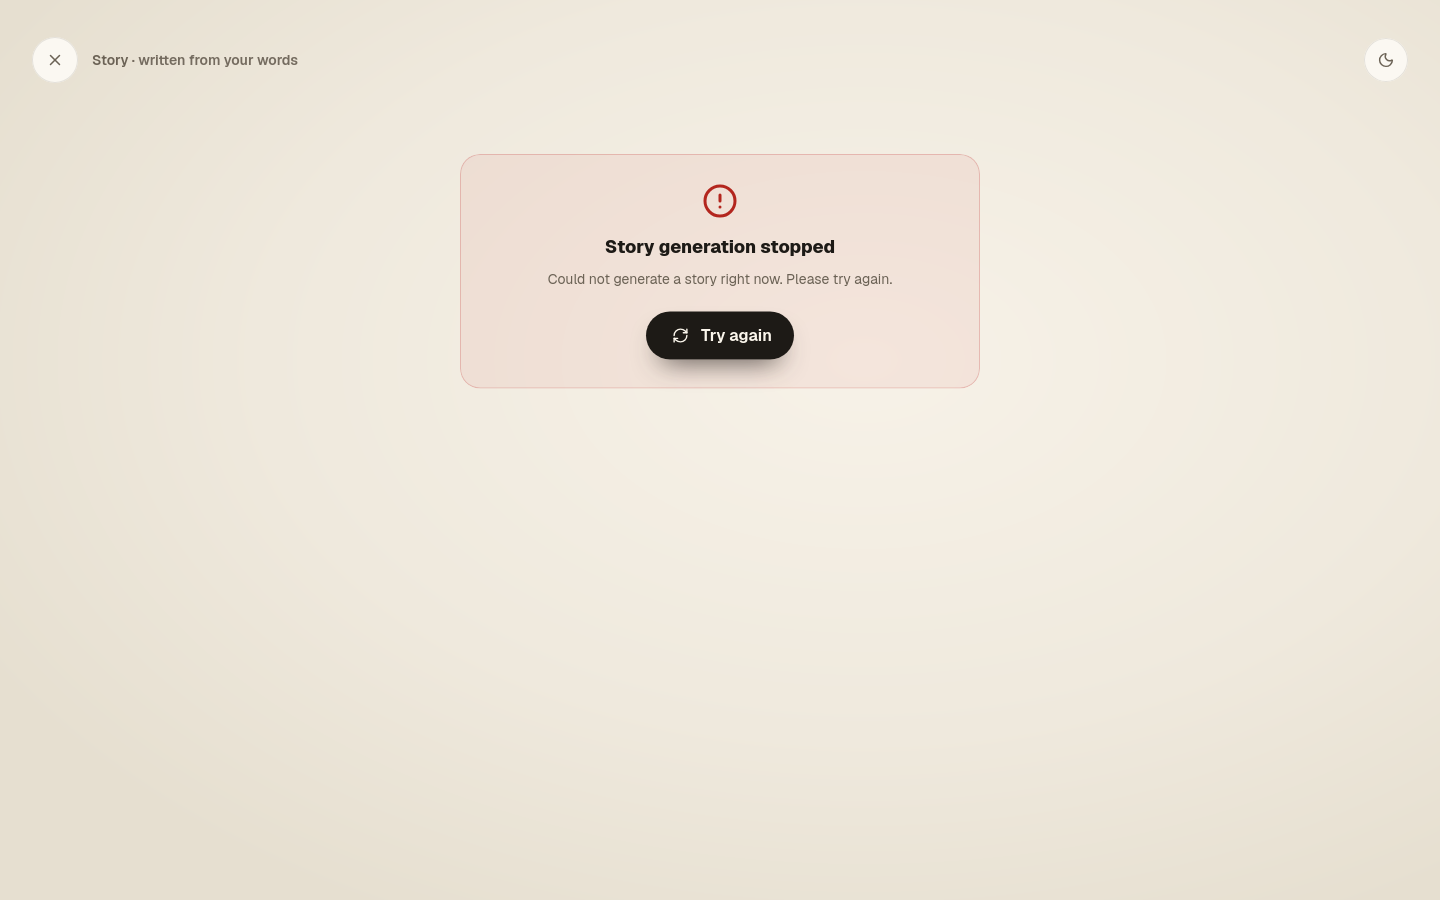 Story · written from your words
Story generation stopped
Could not generate a story right now. Please try again.
Try again